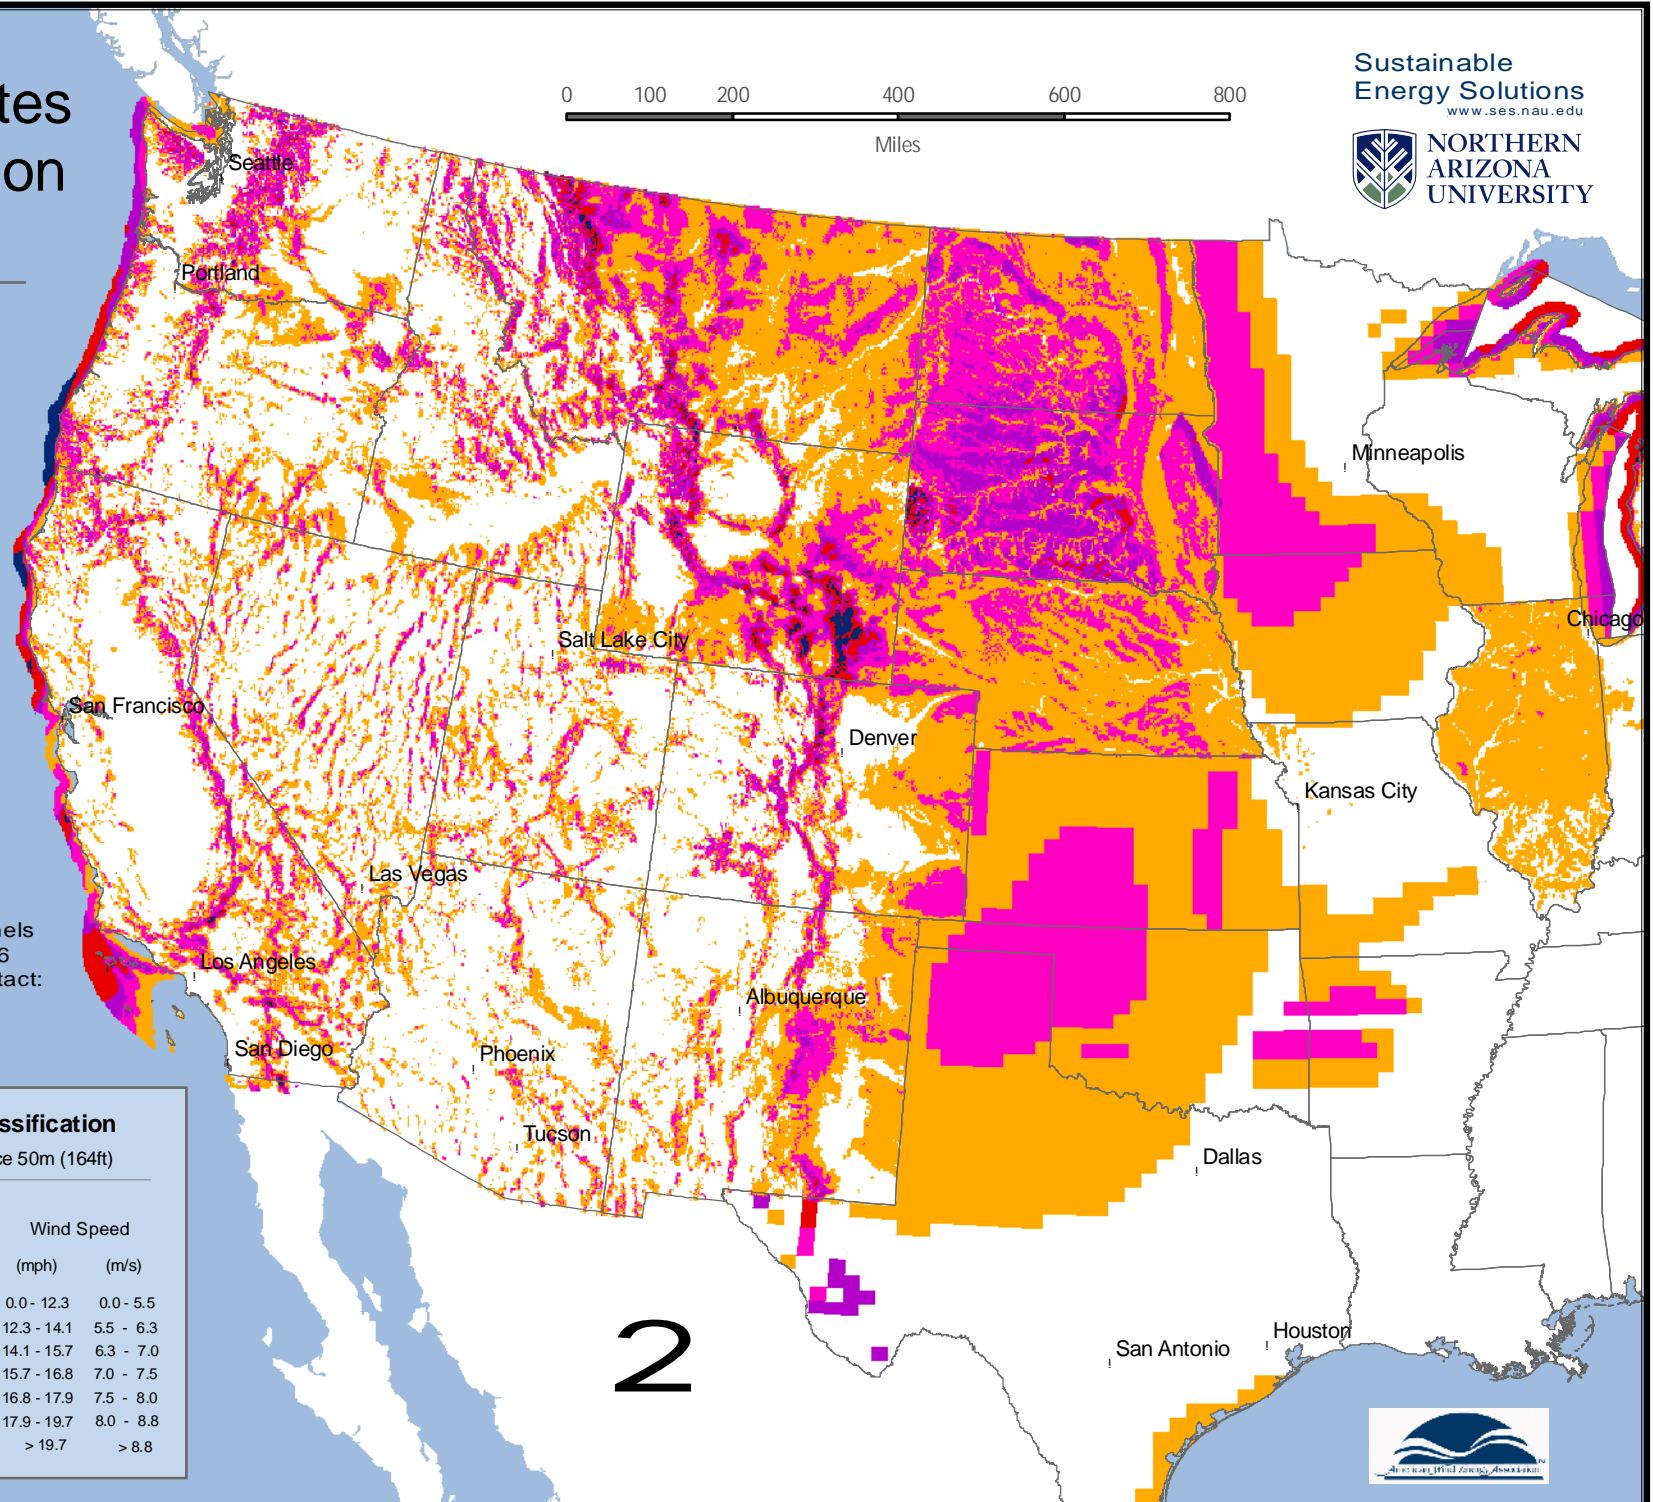 tes
on
0 100 200 400 600 800
Miles
Sustainable
Energy Solutions
www.ses.nau.edu
NORTHERN
ARIZONA
UNIVERSITY
Seattle
Portland
Minneapolis
Chicago
Salt Lake City
San Francisco
Denver
Kansas City
Las Vegas
Los Angeles
Albuquerque
San Diego
Phoenix
Tucson
Dallas
Houston
San Antonio
2
nels
6
tact:
ssification
ce 50m (164ft)
Wind Speed
(mph) (m/s)
0.0 - 12.3 0.0 - 5.5
12.3 - 14.1 5.5 - 6.3
14.1 - 15.7 6.3 - 7.0
15.7 - 16.8 7.0 - 7.5
16.8 - 17.9 7.5 - 8.0
17.9 - 19.7 8.0 - 8.8
> 19.7 > 8.8
American Wind Energy Association